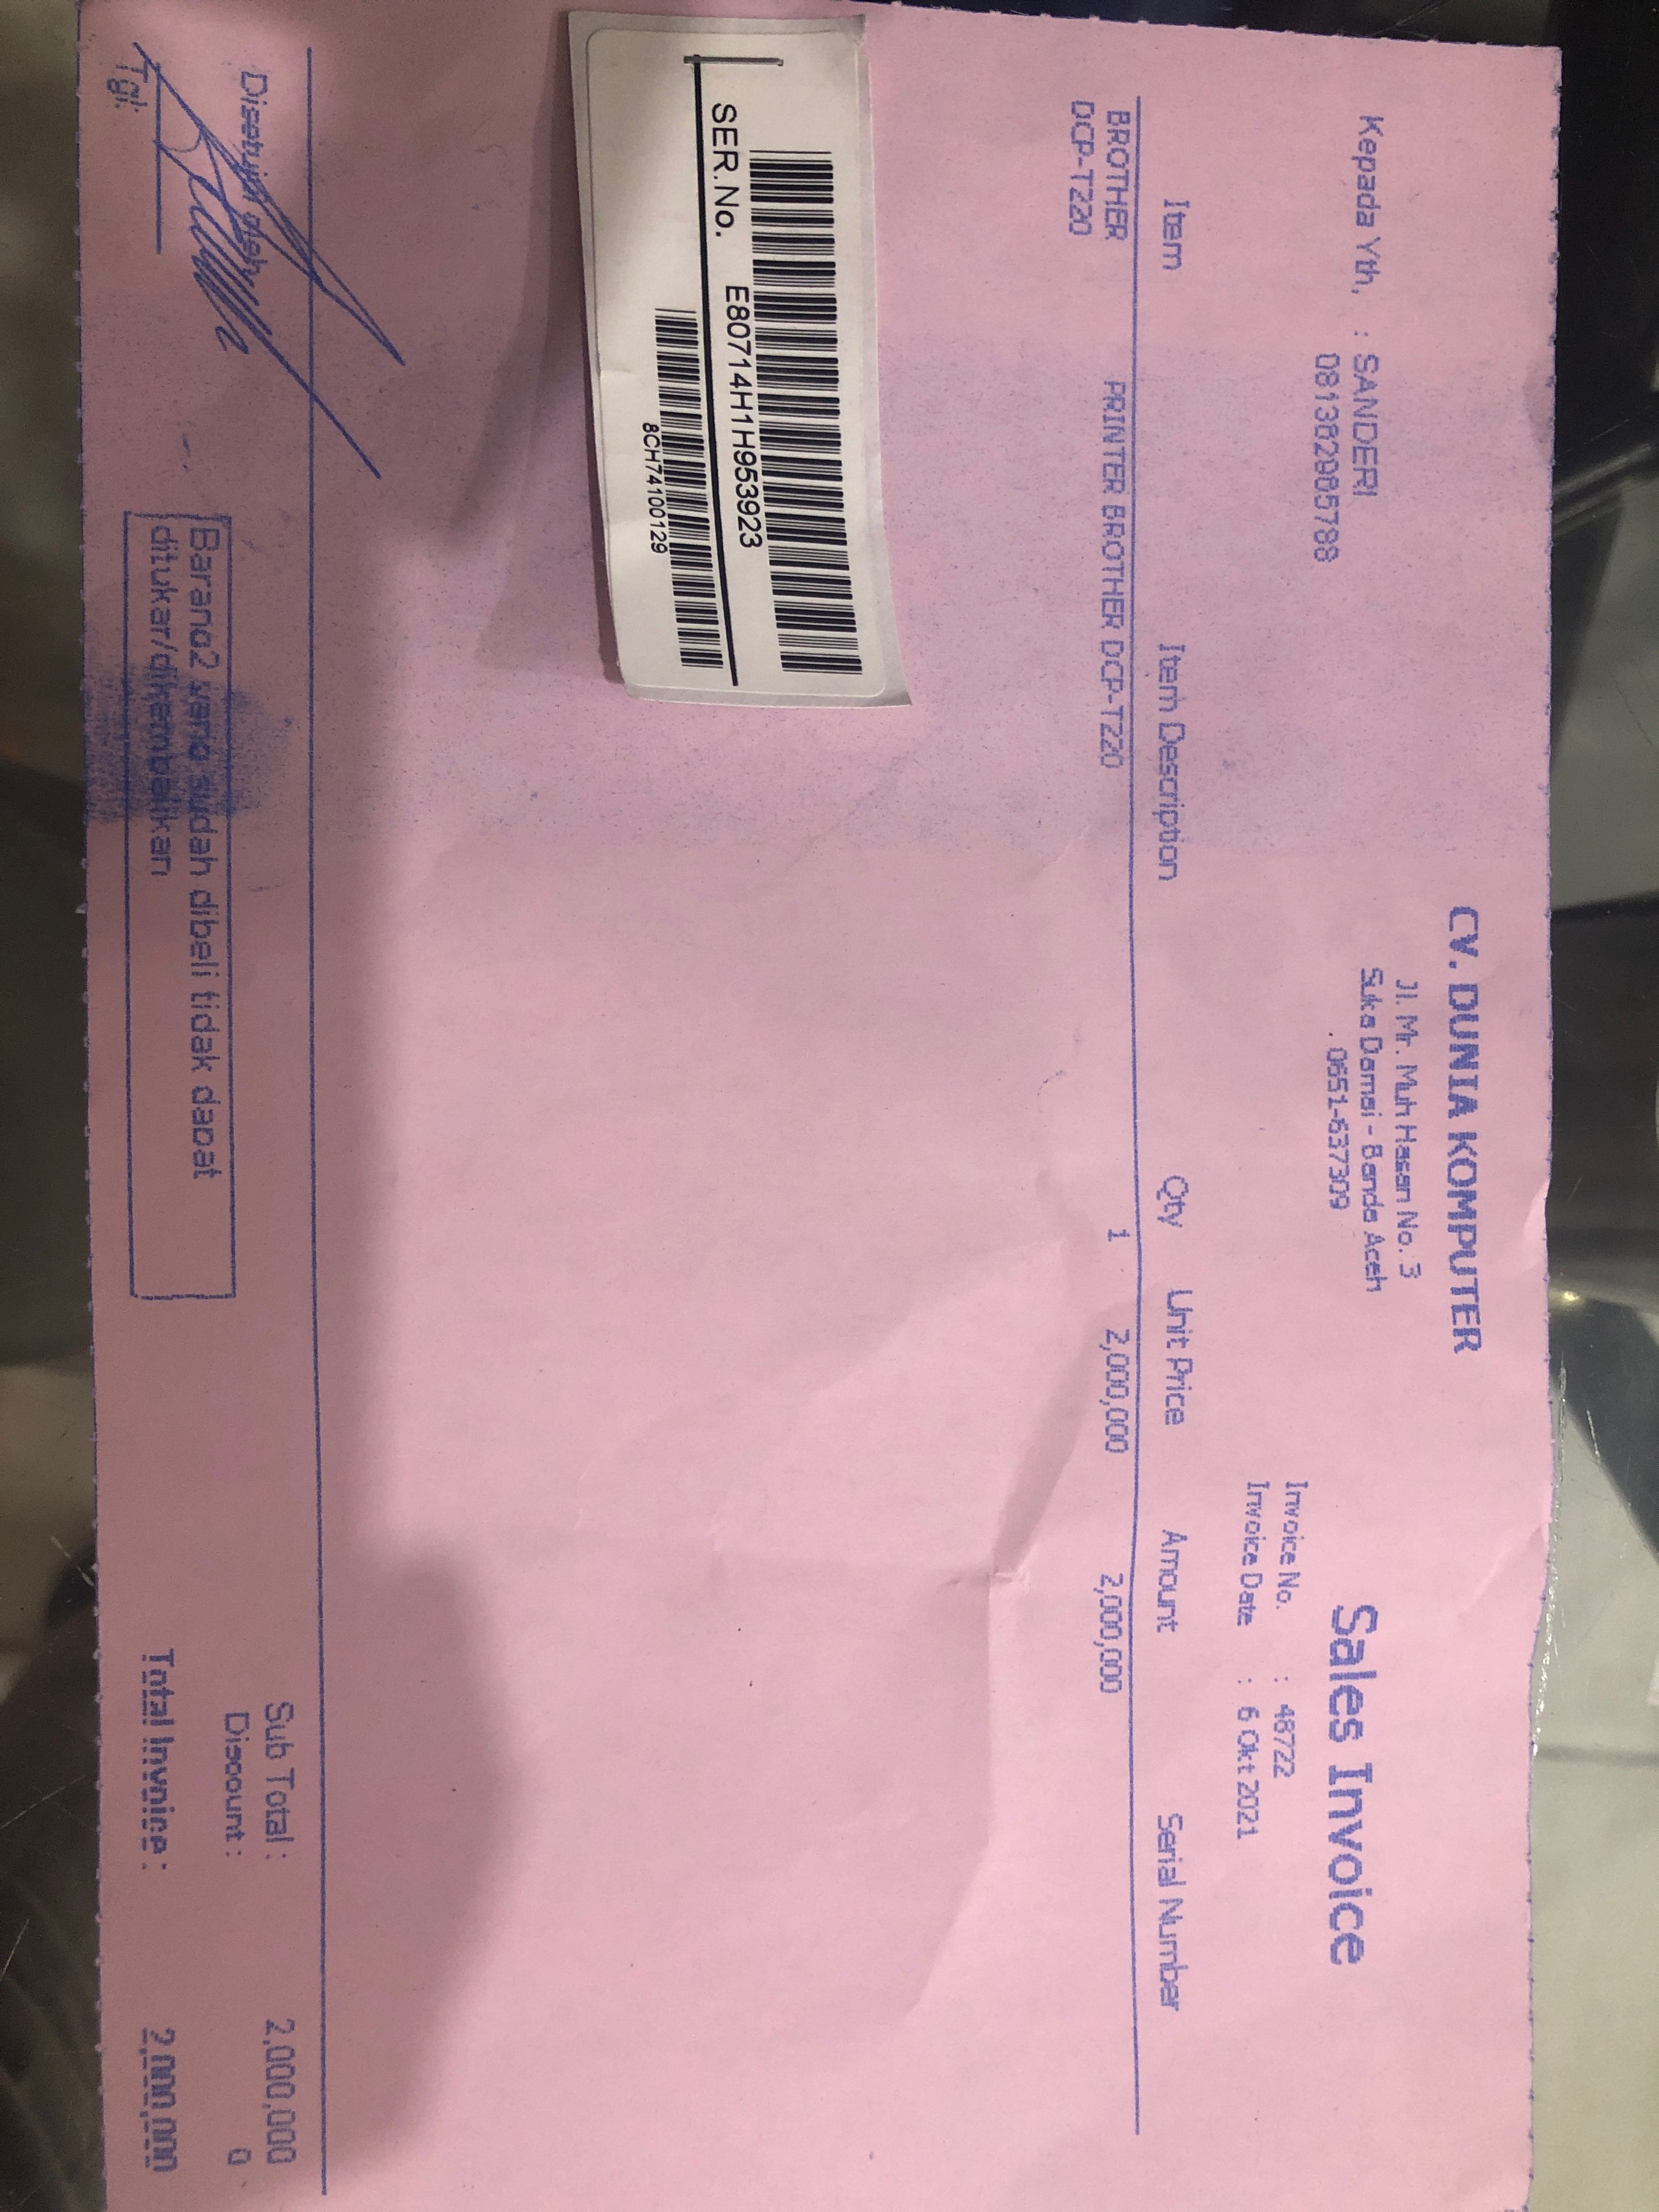 CV. DUNIA KOMPUTER
Jl. Mr. Muh Hasan No. 3
Suka Damai - Banda Aceh
. 0651-637309
Sales Invoice
Kepada Yth, : SANDERI
081382985788
Invoice No. : 48722
Invoice Date : 6 Okt 2021
Item Item Description Qty Unit Price Amount Serial Number
BROTHER PRINTER BROTHER DCP-T220 1 2,000,000 2,000,000
DCP-T220
SER.No. E80714H1H953923
8CH74100129
Disetujui oleh
Tgl:
Barang2 yang sudah dibeli tidak dapat
ditukar/dikembalikan
Sub Total : 2,000,000
Discount : 0
Total Invoice : 2,000,000